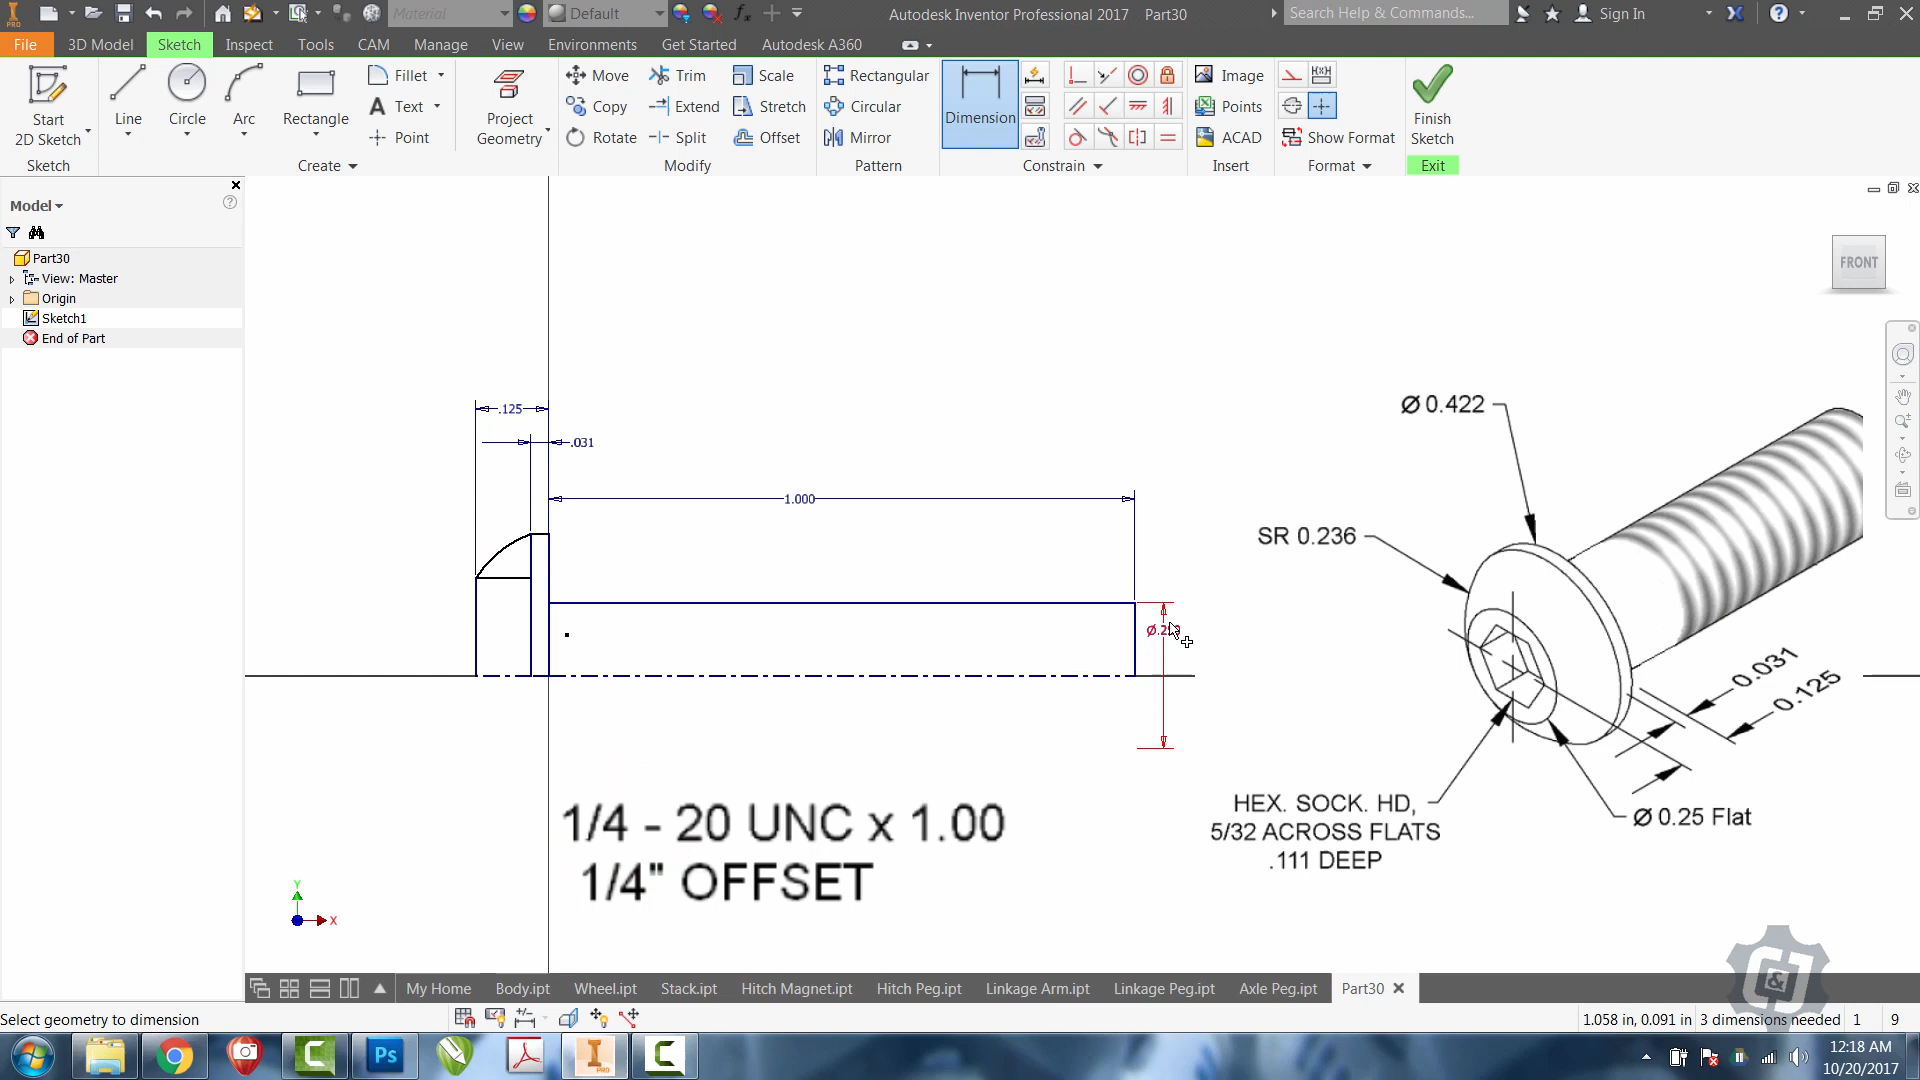 Material
Default
Autodesk Inventor Professional 2017 Part30
Search Help & Commands...
Sign In
PRO
File 3D Model Sketch Inspect Tools CAM Manage View Environments Get Started Autodesk A360
Start
2D Sketch
Line
Circle
Arc
Rectangle
Fillet
Text
Point
Project
Geometry
Move
Copy
Rotate
Trim
Extend
Split
Scale
Stretch
Offset
Rectangular
Circular
Mirror
Dimension
Image
Points
ACAD
Show Format
Finish
Sketch
Sketch Create Modify Pattern Constrain Insert Format Exit
Model
Part30
View: Master
Origin
Sketch1
End of Part
FRONT
.125
.031
1.000
Ø 0.422
SR 0.236
0.031
0.125
HEX. SOCK. HD,
5/32 ACROSS FLATS
.111 DEEP
Ø 0.25 Flat
1/4 - 20 UNC x 1.00
1/4" OFFSET
Y
X
My Home Body.ipt Wheel.ipt Stack.ipt Hitch Magnet.ipt Hitch Peg.ipt Linkage Arm.ipt Linkage Peg.ipt Axle Peg.ipt Part30
Select geometry to dimension
1.058 in, 0.091 in 3 dimensions needed 1 9
Ps
PRO
12:18 AM
10/20/2017